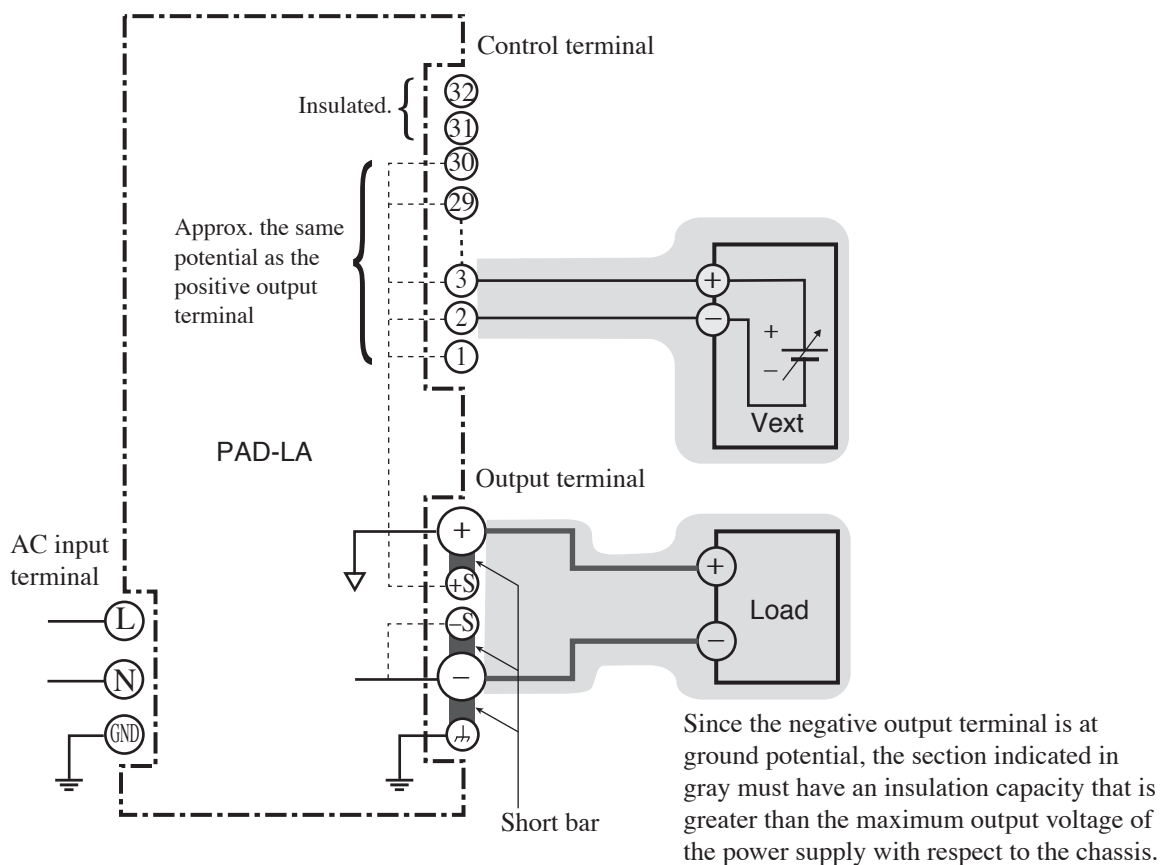 Control terminal
32
Insulated.
31
30
29
Approx. the same
potential as the
positive output
terminal
3
2
1
+
−
+
−
Vext
PAD-LA
Output terminal
AC input
terminal
L
N
GND
+
+S
−S
−
+
Load
−
Short bar
Since the negative output terminal is at
ground potential, the section indicated in
gray must have an insulation capacity that is
greater than the maximum output voltage of
the power supply with respect to the chassis.